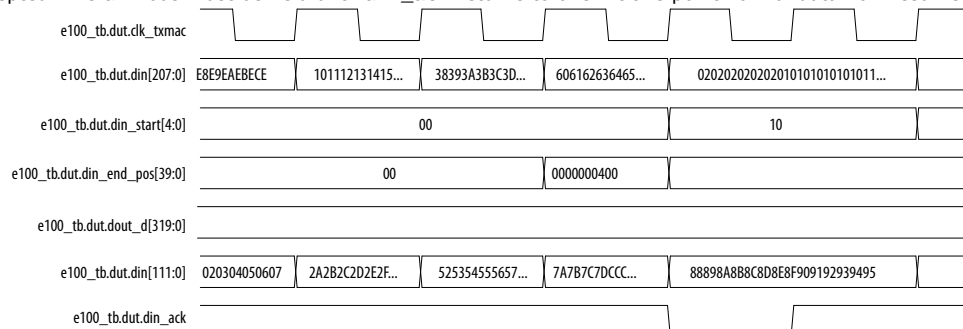 e100_tb.dut.clk_txmac
e100_tb.dut.din[207:0] E8E9EAEBECE 101112131415... 38393A3B3C3D... 606162636465... 020202020202010101010101011...
e100_tb.dut.din_start[4:0] 00 10
e100_tb.dut.din_end_pos[39:0] 00 0000000400
e100_tb.dut.dout_d[319:0]
e100_tb.dut.din[111:0] 020304050607 2A2B2C2D2E2F... 525354555657... 7A7B7C7DCCC... 88898A8B8C8D8E8F909192939495
e100_tb.dut.din_ack